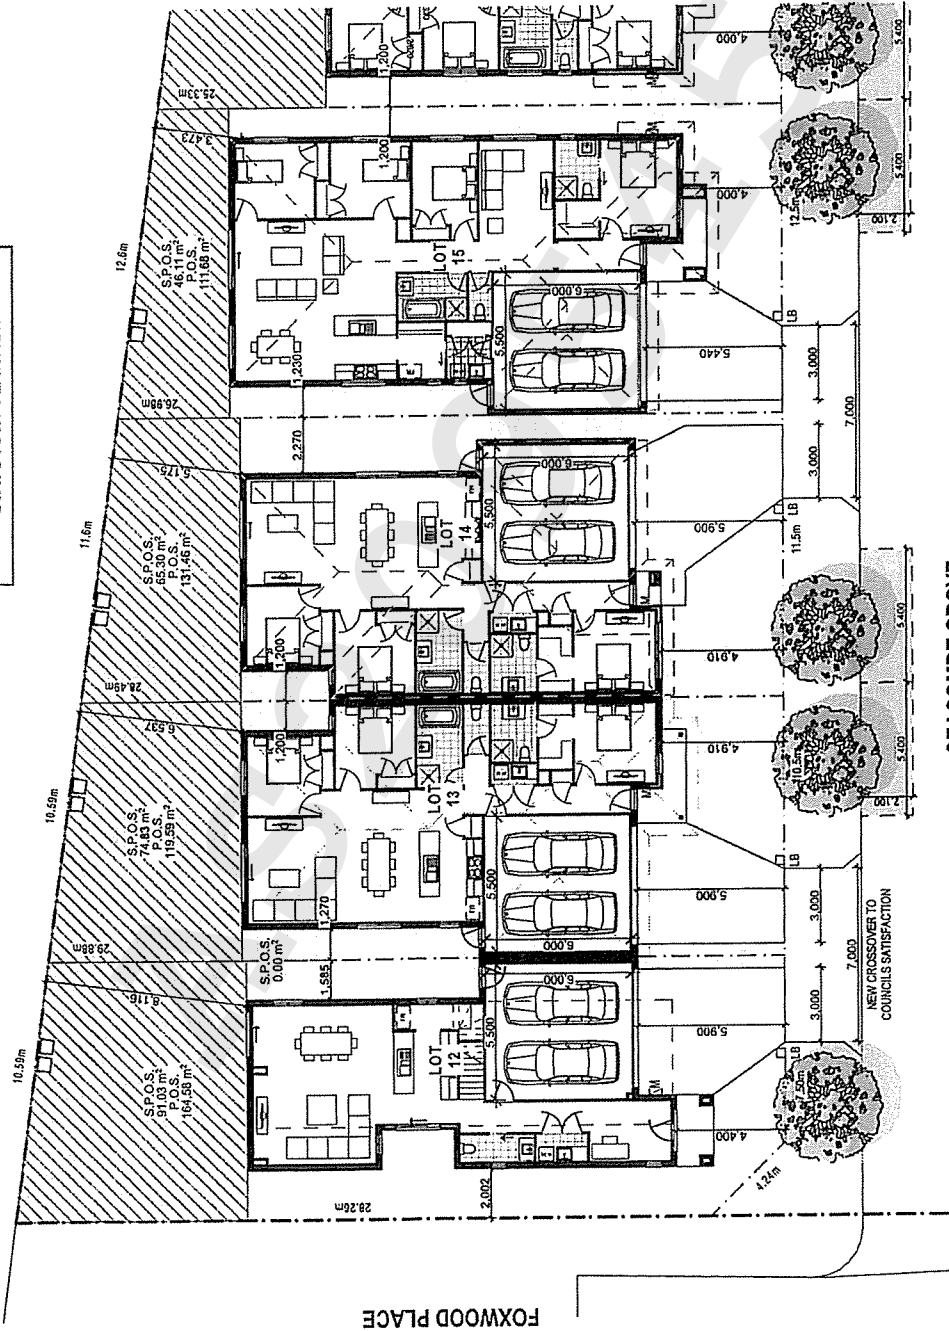 4,000
5,400
1,200
25.33m
3.473
1,200
S.P.O.S.
46.11 m²
P.O.S.
111.68 m²
12.6m
LOT
15
6,000
5,500
12.5m
4,000
5,400
2,100
LB
1,230
5,440
3,000
7,000
26.98m
2,270
3,000
5.175
6,000
5,500
LOT
14
5,900
LB
11.5m
11.6m
S.P.O.S.
65.30 m²
P.O.S.
131.46 m²
1,200
M
4,910
5,400
28.49m
6.537
1,200
4,910
10.5m
5,400
2,100
LOT
13
10.59m
S.P.O.S.
74.83 m²
P.O.S.
119.59 m²
M
LB
5,500
6,000
1,270
5,900
3,000
7,000
NEW CROSSOVER TO
COUNCILS SATISFACTION
29.88m
S.P.O.S.
0.00 m²
1,585
8.116
6,000
5,500
5,900
3,000
LOT
12
LB
10.59m
S.P.O.S.
91.03 m²
P.O.S.
164.58 m²
M
4,400
4.24m
28.26m
2,002
FOXWOOD PLACE